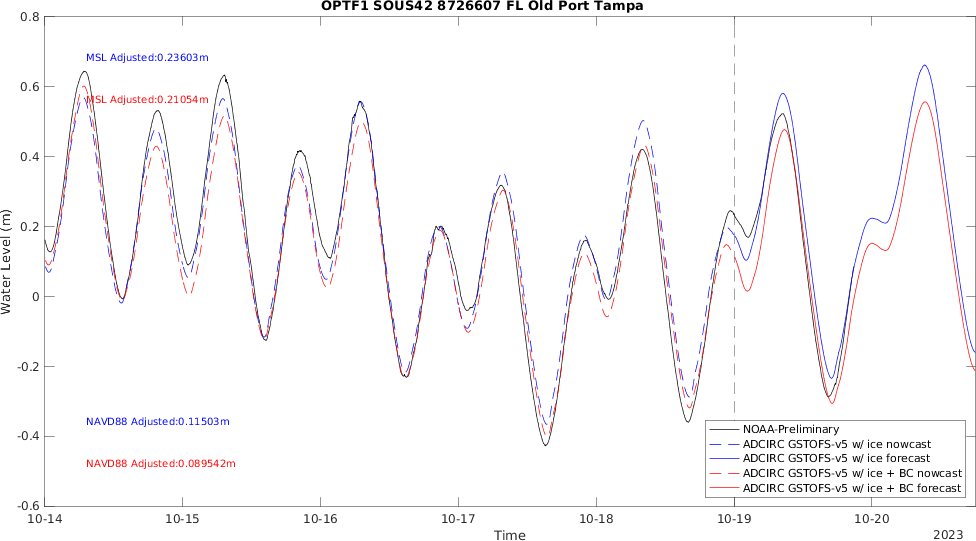 OPTF1 SOUS42 8726607 FL Old Port Tampa
0.8
0.6
0.4
0.2
0
-0.2
-0.4
-0.6
Water Level (m)
MSL Adjusted:0.23603m
MSL Adjusted:0.21054m
NAVD88 Adjusted:0.11503m
NAVD88 Adjusted:0.089542m
NOAA-Preliminary
ADCIRC GSTOFS-v5 w/ ice nowcast
ADCIRC GSTOFS-v5 w/ ice forecast
ADCIRC GSTOFS-v5 w/ ice + BC nowcast
ADCIRC GSTOFS-v5 w/ ice + BC forecast
10-14 10-15 10-16 10-17 10-18 10-19 10-20
Time
2023